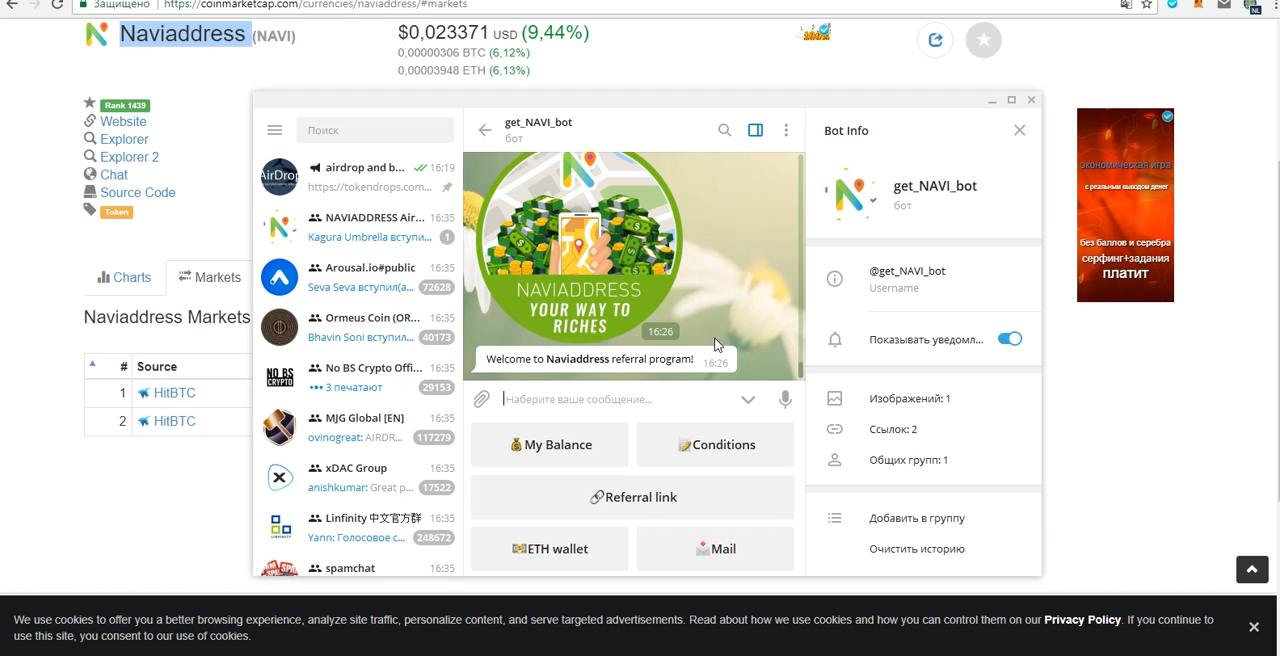 Защищено https://coinmarketcap.com/currencies/naviaddress/#markets
NL
Naviaddress (NAVI)
$0,023371 USD (9,44%)
0,00000306 BTC (6,12%)
0,00003948 ETH (6,13%)
100%
Rank 1439
Website
Explorer
Explorer 2
Chat
Source Code
Token
Charts
Markets
Naviaddress Markets
# Source
1 HitBTC
2 HitBTC
Поиск
airdrop and b... 16:19
https://tokendrops.com...
AirDrop
NAVIADDRESS Air... 16:35
Kagura Umbrella вступи... 1
Arousal.io#public 16:35
Seva Seva вступил(а... 72628
Ormeus Coin (OR... 16:35
Bhavin Soni вступил... 40173
NO BS CRYPTO
No BS Crypto Offi... 16:35
3 печатают 29153
MJG Global [EN] 16:35
ovinogreat: AIRDR... 117279
xDAC Group 16:35
anishkumar: Great p... 17522
Linfinity 中文官方群 16:35
Yann: Голосовое с... 248672
LINFINITY
spamchat 16:35
get_NAVI_bot
бот
NAVIADDRESS
YOUR WAY TO
RICHES
16:26
Welcome to Naviaddress referral program! 16:26
Наберите ваше сообщение...
My Balance
Conditions
Referral link
ETH wallet
Mail
Bot Info
get_NAVI_bot
бот
@get_NAVI_bot
Username
Показывать уведомл...
Изображений: 1
Ссылок: 2
Общих групп: 1
Добавить в группу
Очистить историю
экономическая игра
с реальным выводом денег
без баллов и серебра
серфинг+задания
ПЛАТИТ
We use cookies to offer you a better browsing experience, analyze site traffic, personalize content, and serve targeted advertisements. Read about how we use cookies and how you can control them on our Privacy Policy. If you continue to
use this site, you consent to our use of cookies.